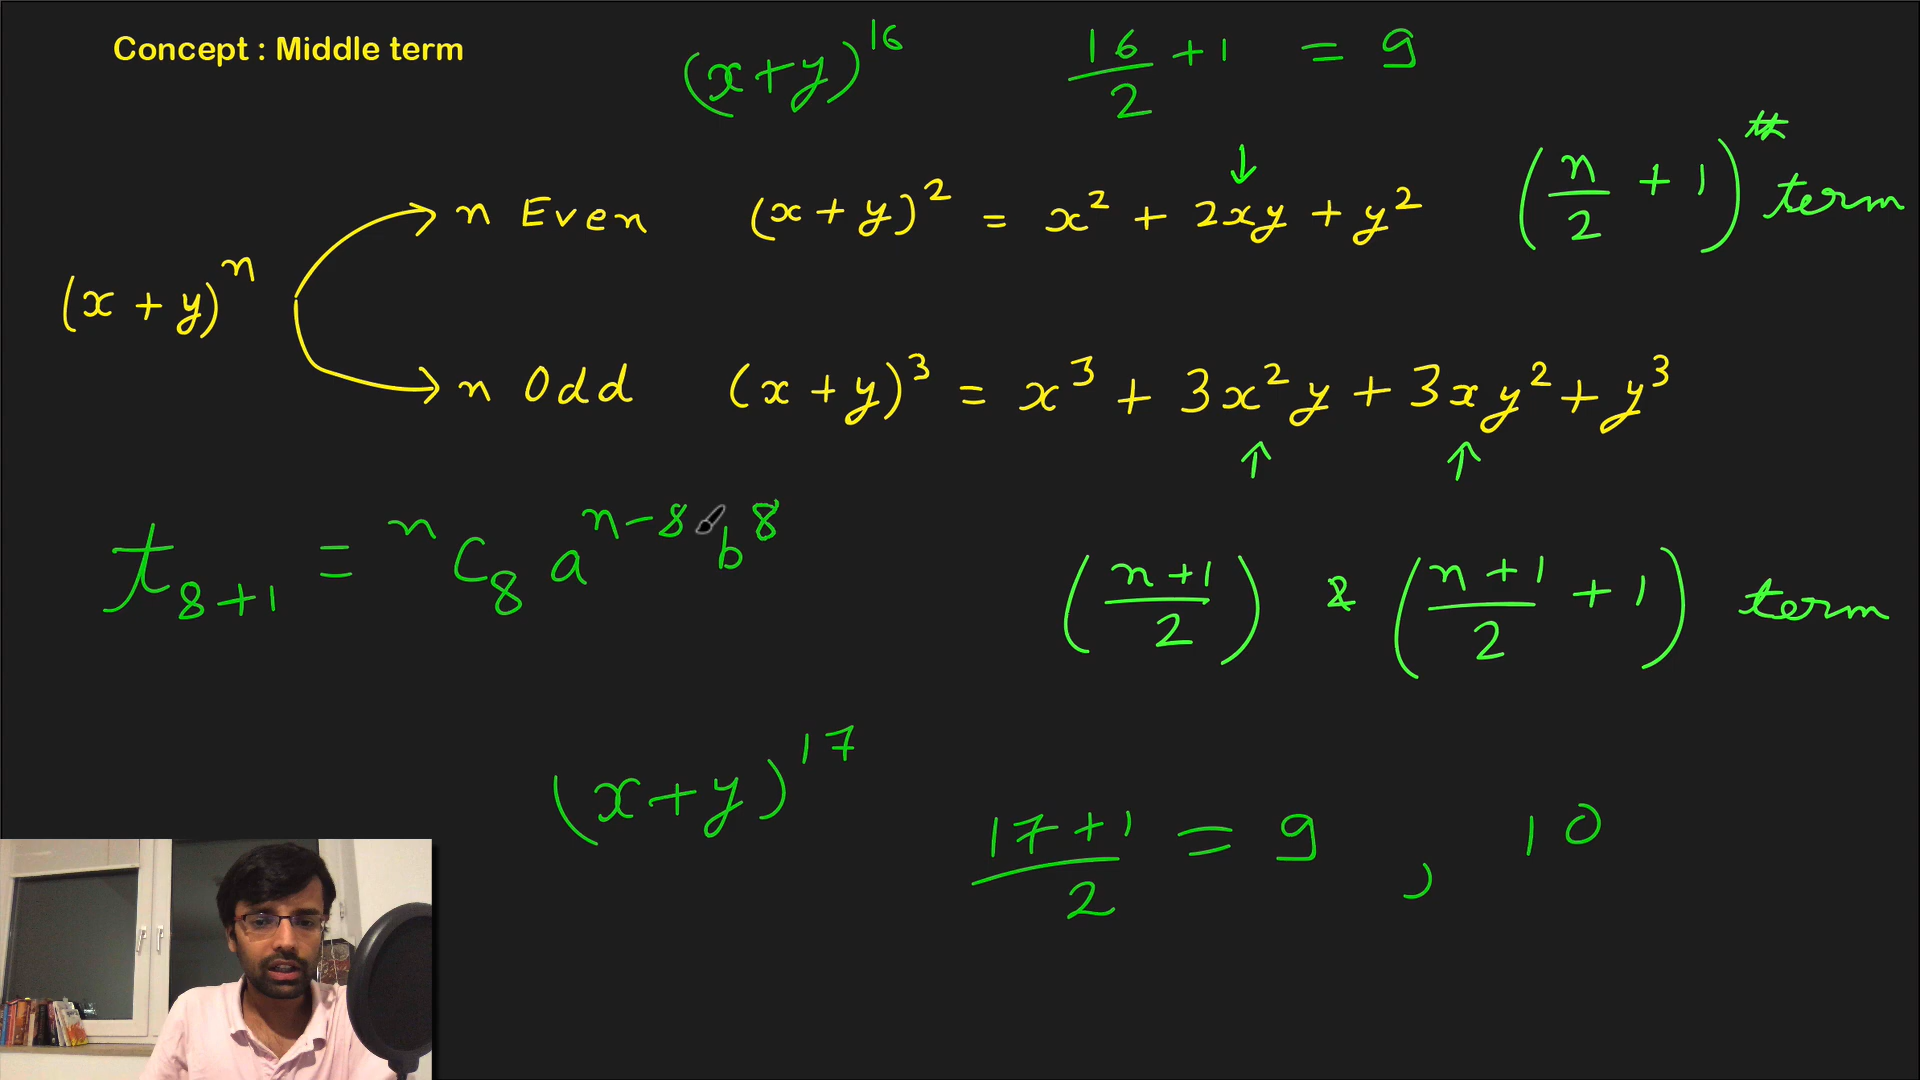 Concept : Middle term
(x+y)^16    16/2 + 1 = 9
n Even    (x + y)^2 = x^2 + 2xy + y^2    (n/2 + 1)^th term
(x + y)^n
n Odd    (x + y)^3 = x^3 + 3x^2y + 3xy^2 + y^3
t_8+1 = ^nC_8 a^n-8 b^8    (n+1/2) & (n+1/2 + 1) term
(x+y)^17
17+1/2 = 9 , 10